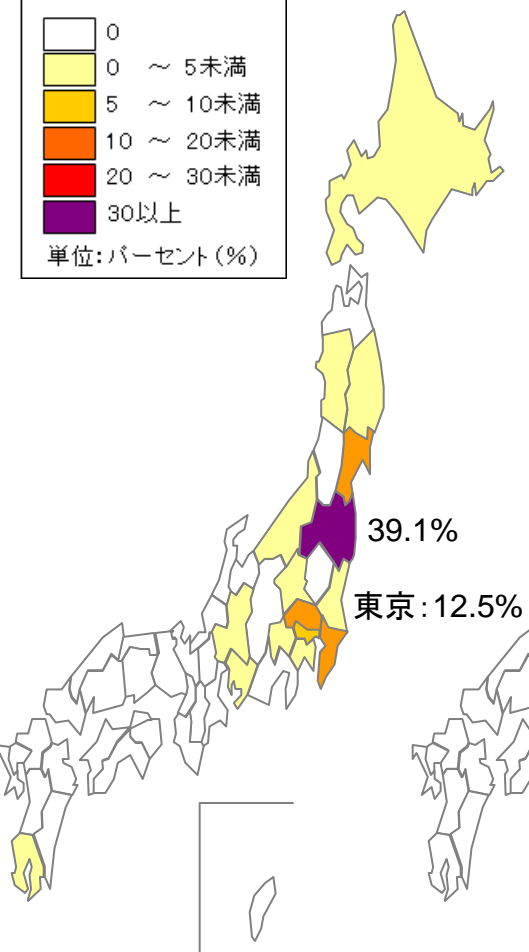 0
0 ～ 5未満
5 ～ 10未満
10 ～ 20未満
20 ～ 30未満
30以上
単位:パーセント(%)
39.1%
東京:12.5%